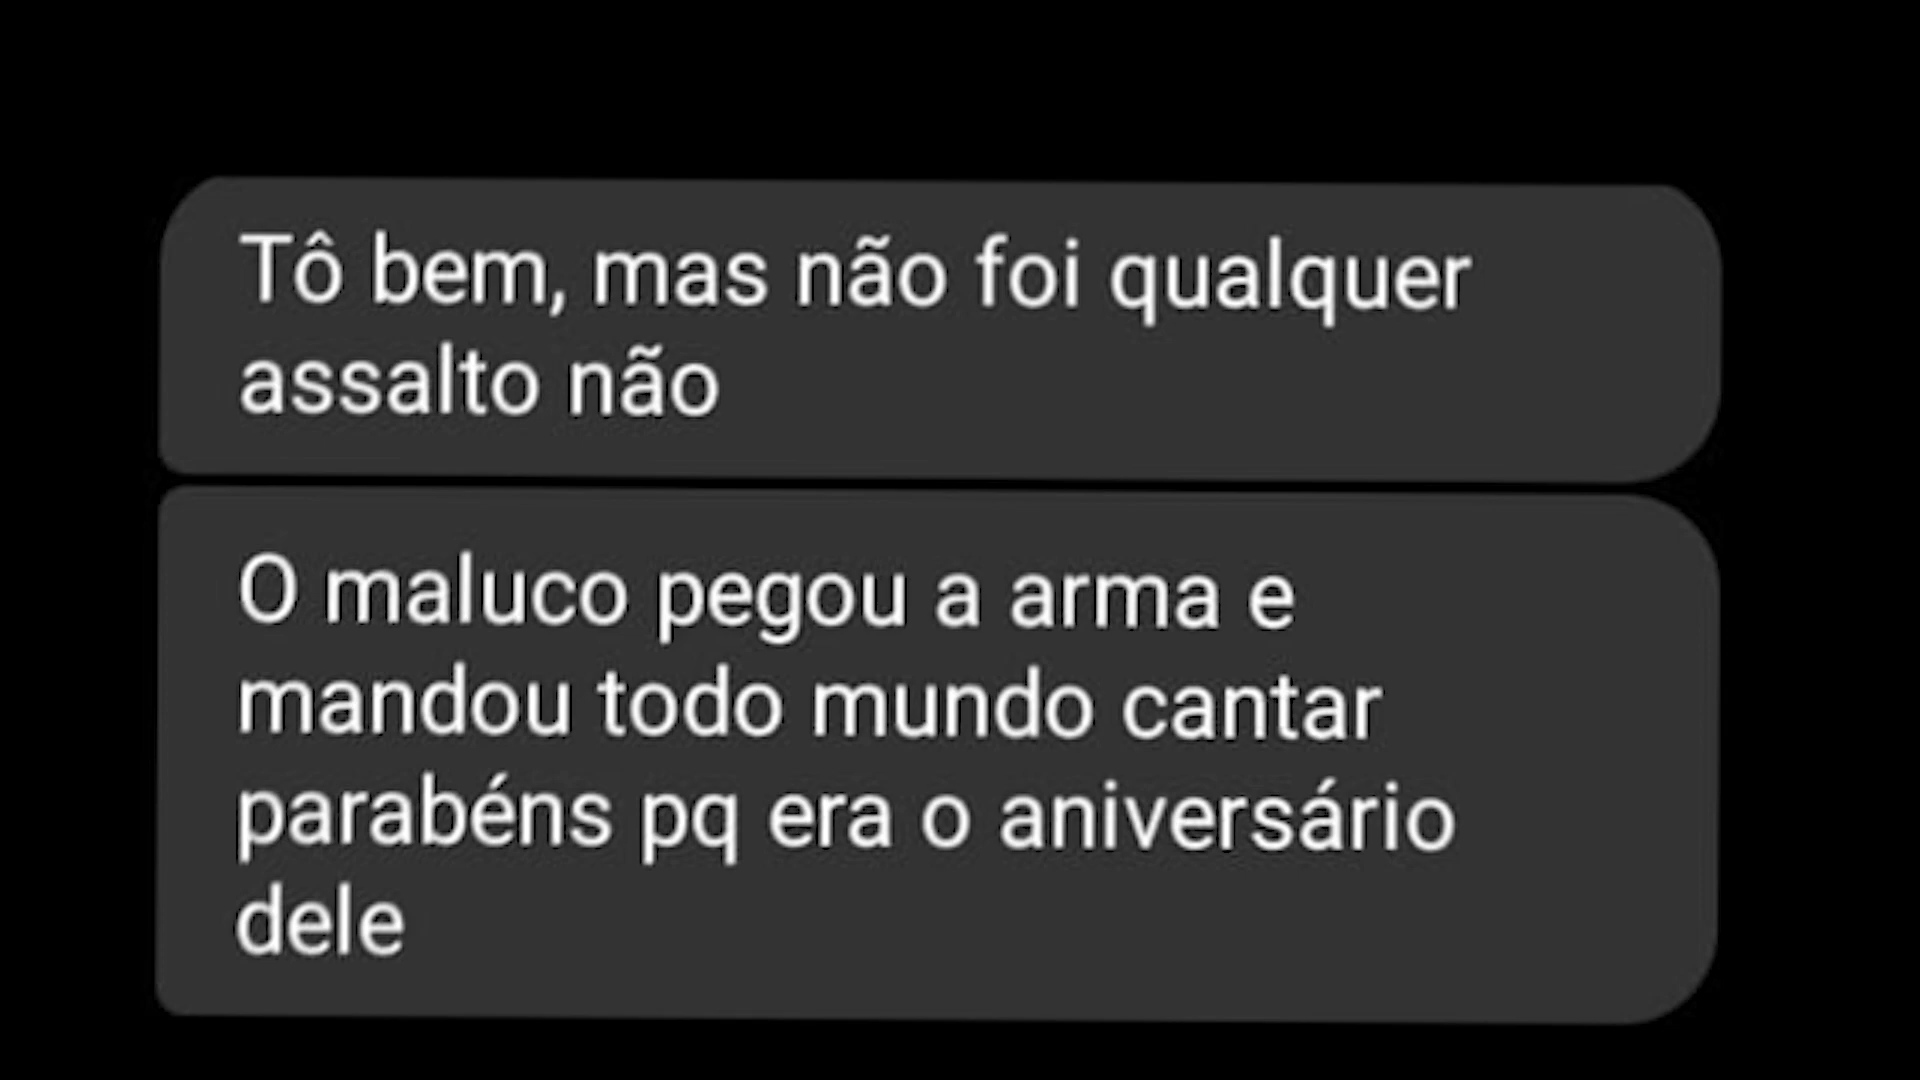 Tô bem, mas não foi qualquer
assalto não
O maluco pegou a arma e
mandou todo mundo cantar
parabéns pq era o aniversário
dele